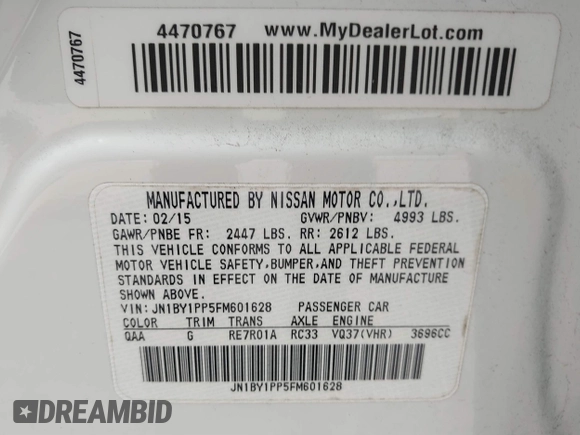 4470767 www.MyDealerLot.com
4470767
MANUFACTURED BY NISSAN MOTOR CO.,LTD.
DATE: 02/15 GVWR/PNBV: 4993 LBS.
GAWR/PNBE FR: 2447 LBS. RR: 2612 LBS.
THIS VEHICLE CONFORMS TO ALL APPLICABLE FEDERAL
MOTOR VEHICLE SAFETY,BUMPER,AND THEFT PREVENTION
STANDARDS IN EFFECT ON THE DATE OF MANUFACTURE
SHOWN ABOVE.
VIN: JN1BY1PP5FM601628 PASSENGER CAR
COLOR TRIM TRANS AXLE ENGINE
QAA G RE7R01A RC33 VQ37(VHR) 3696CC
JN1BY1PP5FM601628
DREAMBID